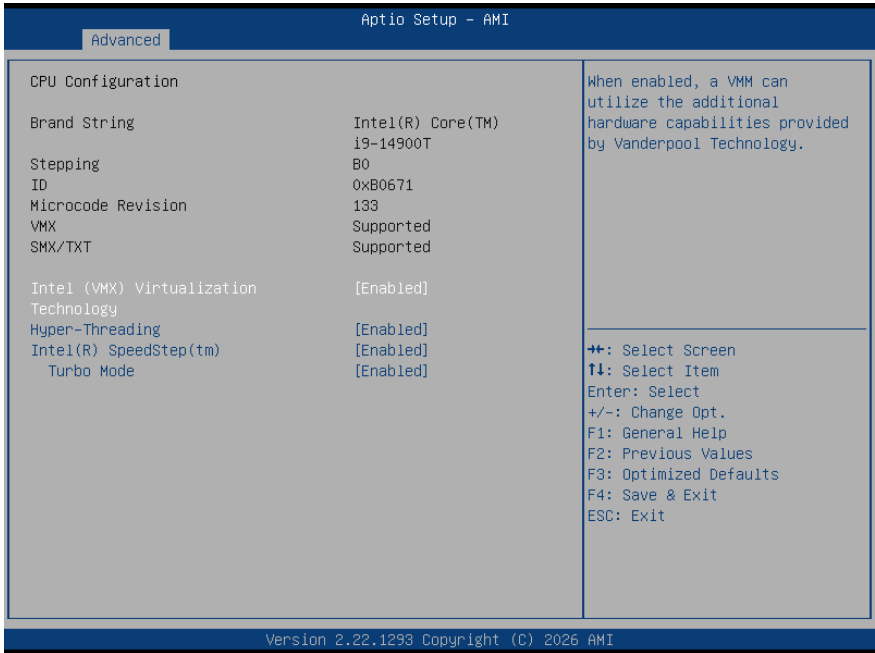 Aptio Setup – AMI
Advanced
CPU Configuration
Brand String Intel(R) Core(TM)
i9-14900T
Stepping B0
ID 0xB0671
Microcode Revision 133
VMX Supported
SMX/TXT Supported
Intel (VMX) Virtualization [Enabled]
Technology
Hyper-Threading [Enabled]
Intel(R) SpeedStep(tm) [Enabled]
Turbo Mode [Enabled]
When enabled, a VMM can
utilize the additional
hardware capabilities provided
by Vanderpool Technology.
→←: Select Screen
↑↓: Select Item
Enter: Select
+/-: Change Opt.
F1: General Help
F2: Previous Values
F3: Optimized Defaults
F4: Save & Exit
ESC: Exit
Version 2.22.1293 Copyright (C) 2026 AMI